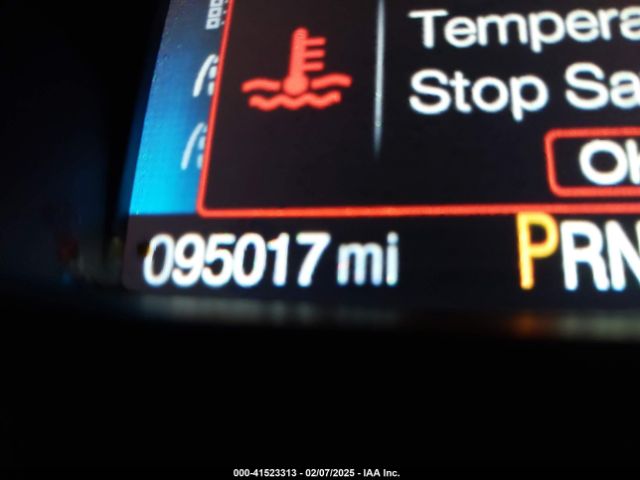 Tempera
Stop Sa
OK
095017 mi
PRN
000-41523313 - 02/07/2025 - IAA Inc.